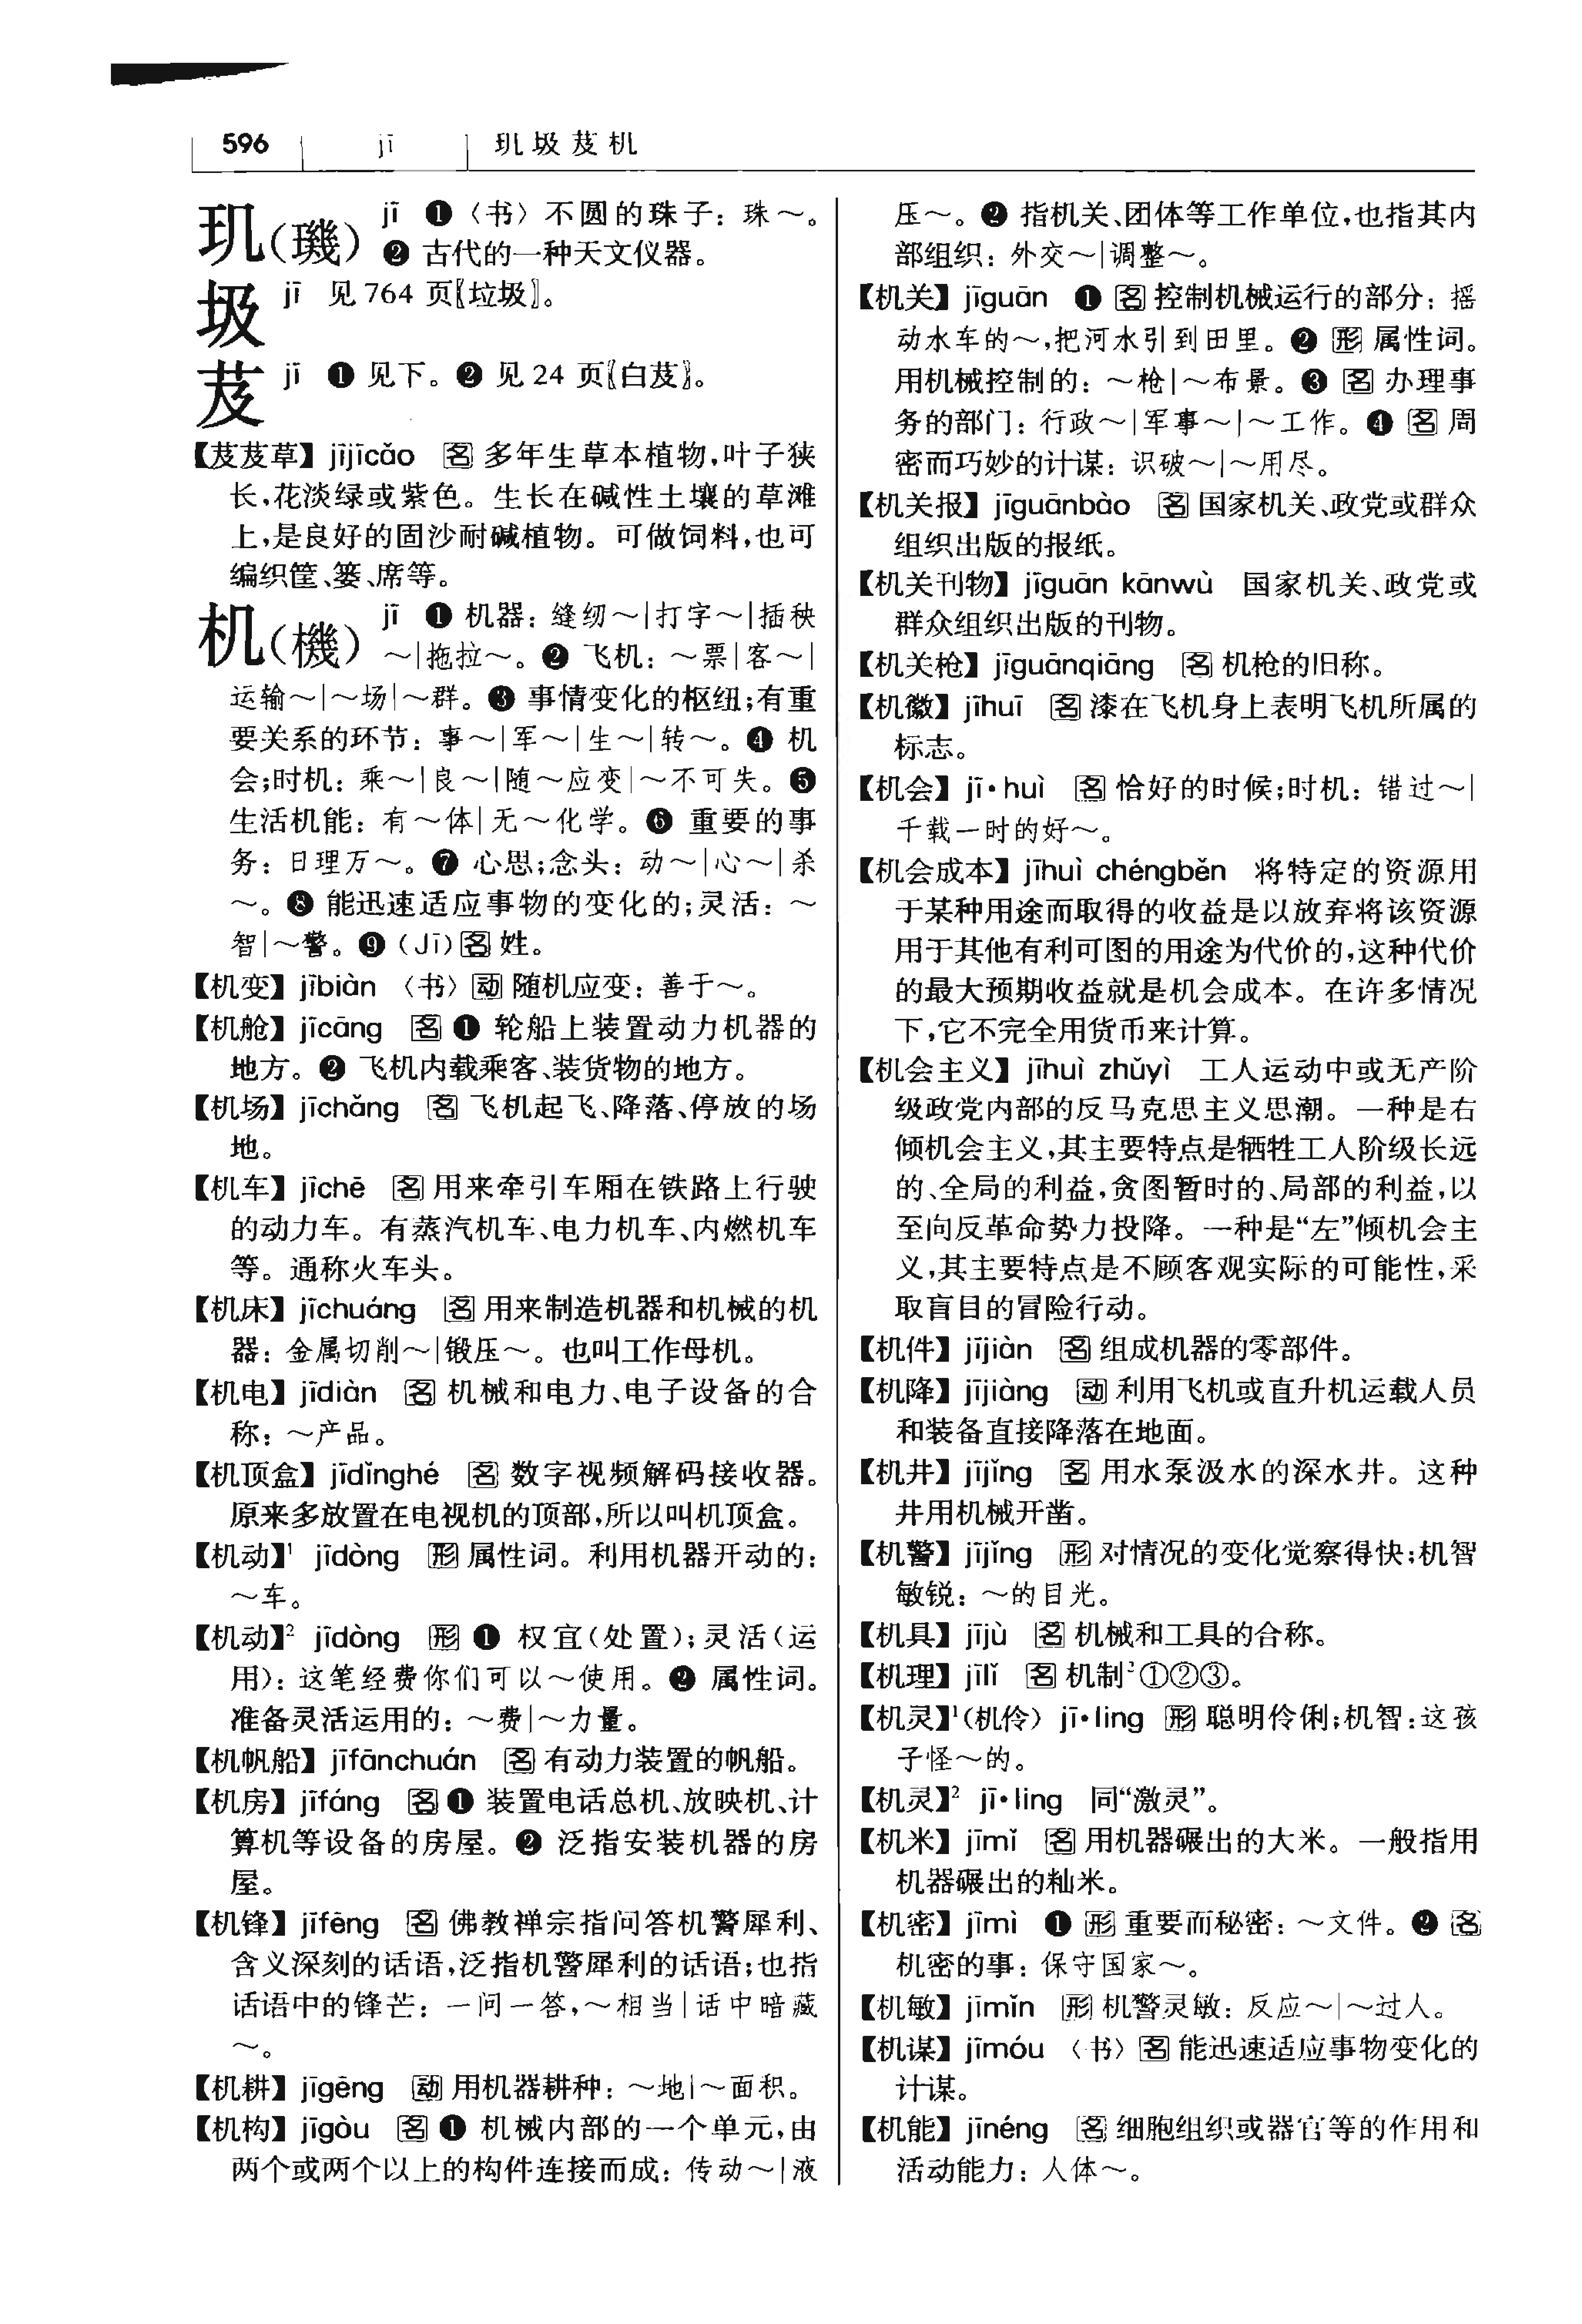 596 jī 玑圾芨机
玑(璣) jī ❶〈书〉不圆的珠子：珠～。
❷ 古代的一种天文仪器。
圾 jī 见 764 页〖垃圾〗。
芨 jī ❶ 见下。❷ 见 24 页〖白芨〗。
【芨芨草】jījīcǎo 名 多年生草本植物，叶子狭
长，花淡绿或紫色。生长在碱性土壤的草滩
上，是良好的固沙耐碱植物。可做饲料，也可
编织筐、篓、席等。
机(機) jī ❶ 机器：缝纫～|打字～|插秧
～|拖拉～。❷ 飞机：～票|客～|
运输～|～场|～群。❸ 事情变化的枢纽；有重
要关系的环节：事～|军～|生～|转～。❹ 机
会；时机：乘～|良～|随～应变|～不可失。❺
生活机能：有～体|无～化学。❻ 重要的事
务：日理万～。❼ 心思；念头：动～|心～|杀
～。❽ 能迅速适应事物的变化的；灵活：～
智|～警。❾（Jī）名 姓。
【机变】jībiàn〈书〉动 随机应变：善于～。
【机舱】jīcāng 名 ❶ 轮船上装置动力机器的
地方。❷ 飞机内载乘客、装货物的地方。
【机场】jīchǎng 名 飞机起飞、降落、停放的场
地。
【机车】jīchē 名 用来牵引车厢在铁路上行驶
的动力车。有蒸汽机车、电力机车、内燃机车
等。通称火车头。
【机床】jīchuáng 名 用来制造机器和机械的机
器：金属切削～|锻压～。也叫工作母机。
【机电】jīdiàn 名 机械和电力、电子设备的合
称：～产品。
【机顶盒】jīdǐnghé 名 数字视频解码接收器。
原来多放置在电视机的顶部，所以叫机顶盒。
【机动】¹ jīdòng 形 属性词。利用机器开动的：
～车。
【机动】² jīdòng 形 ❶ 权宜（处置）；灵活（运
用）：这笔经费你们可以～使用。❷ 属性词。
准备灵活运用的：～费|～力量。
【机帆船】jīfānchuán 名 有动力装置的帆船。
【机房】jīfáng 名 ❶ 装置电话总机、放映机、计
算机等设备的房屋。❷ 泛指安装机器的房
屋。
【机锋】jīfēng 名 佛教禅宗指问答机警犀利、
含义深刻的话语，泛指机警犀利的话语；也指
话语中的锋芒：一问一答，～相当|话中暗藏
～。
【机耕】jīgēng 动 用机器耕种：～地|～面积。
【机构】jīgòu 名 ❶ 机械内部的一个单元，由
两个或两个以上的构件连接而成：传动～|液
压～。❷ 指机关、团体等工作单位，也指其内
部组织：外交～|调整～。
【机关】jīguān ❶ 名 控制机械运行的部分：摇
动水车的～，把河水引到田里。❷ 形 属性词。
用机械控制的：～枪|～布景。❸ 名 办理事
务的部门：行政～|军事～|～工作。❹ 名 周
密而巧妙的计谋：识破～|～用尽。
【机关报】jīguānbào 名 国家机关、政党或群众
组织出版的报纸。
【机关刊物】jīguān kānwù 国家机关、政党或
群众组织出版的刊物。
【机关枪】jīguānqiāng 名 机枪的旧称。
【机徽】jīhuī 名 漆在飞机身上表明飞机所属的
标志。
【机会】jī·huì 名 恰好的时候；时机：错过～|
千载一时的好～。
【机会成本】jīhuì chéngběn 将特定的资源用
于某种用途而取得的收益是以放弃将该资源
用于其他有利可图的用途为代价的，这种代价
的最大预期收益就是机会成本。在许多情况
下，它不完全用货币来计算。
【机会主义】jīhuì zhǔyì 工人运动中或无产阶
级政党内部的反马克思主义思潮。一种是右
倾机会主义，其主要特点是牺牲工人阶级长远
的、全局的利益，贪图暂时的、局部的利益，以
至向反革命势力投降。一种是“左”倾机会主
义，其主要特点是不顾客观实际的可能性，采
取盲目的冒险行动。
【机件】jījiàn 名 组成机器的零部件。
【机降】jījiàng 动 利用飞机或直升机运载人员
和装备直接降落在地面。
【机井】jījǐng 名 用水泵汲水的深水井。这种
井用机械开凿。
【机警】jījǐng 形 对情况的变化觉察得快；机智
敏锐：～的目光。
【机具】jījù 名 机械和工具的合称。
【机理】jīlǐ 名 机制²①②③。
【机灵】¹（机伶）jī·ling 形 聪明伶俐；机智：这孩
子怪～的。
【机灵】² jī·ling 同“激灵”。
【机米】jīmǐ 名 用机器碾出的大米。一般指用
机器碾出的籼米。
【机密】jīmì ❶ 形 重要而秘密：～文件。❷ 名
机密的事：保守国家～。
【机敏】jīmǐn 形 机警灵敏：反应～|～过人。
【机谋】jīmóu〈书〉名 能迅速适应事物变化的
计谋。
【机能】jīnéng 名 细胞组织或器官等的作用和
活动能力：人体～。